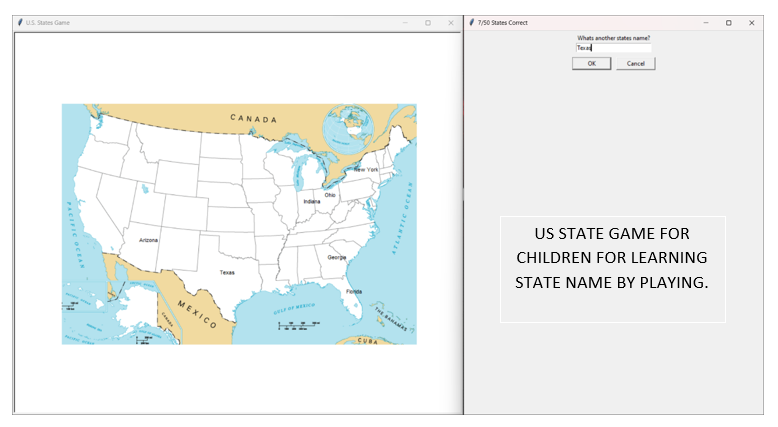 U.S. States Game
7/50 States Correct
Whats another states name?
Texas
OK
Cancel
CANADA
New York
Ohio
Indiana
PACIFIC OCEAN
ATLANTIC OCEAN
Arizona
Georgia
Texas
Florida
MEXICO
GULF OF MEXICO
THE BAHAMAS
CANADA
CUBA
US STATE GAME FOR
CHILDREN FOR LEARNING
STATE NAME BY PLAYING.